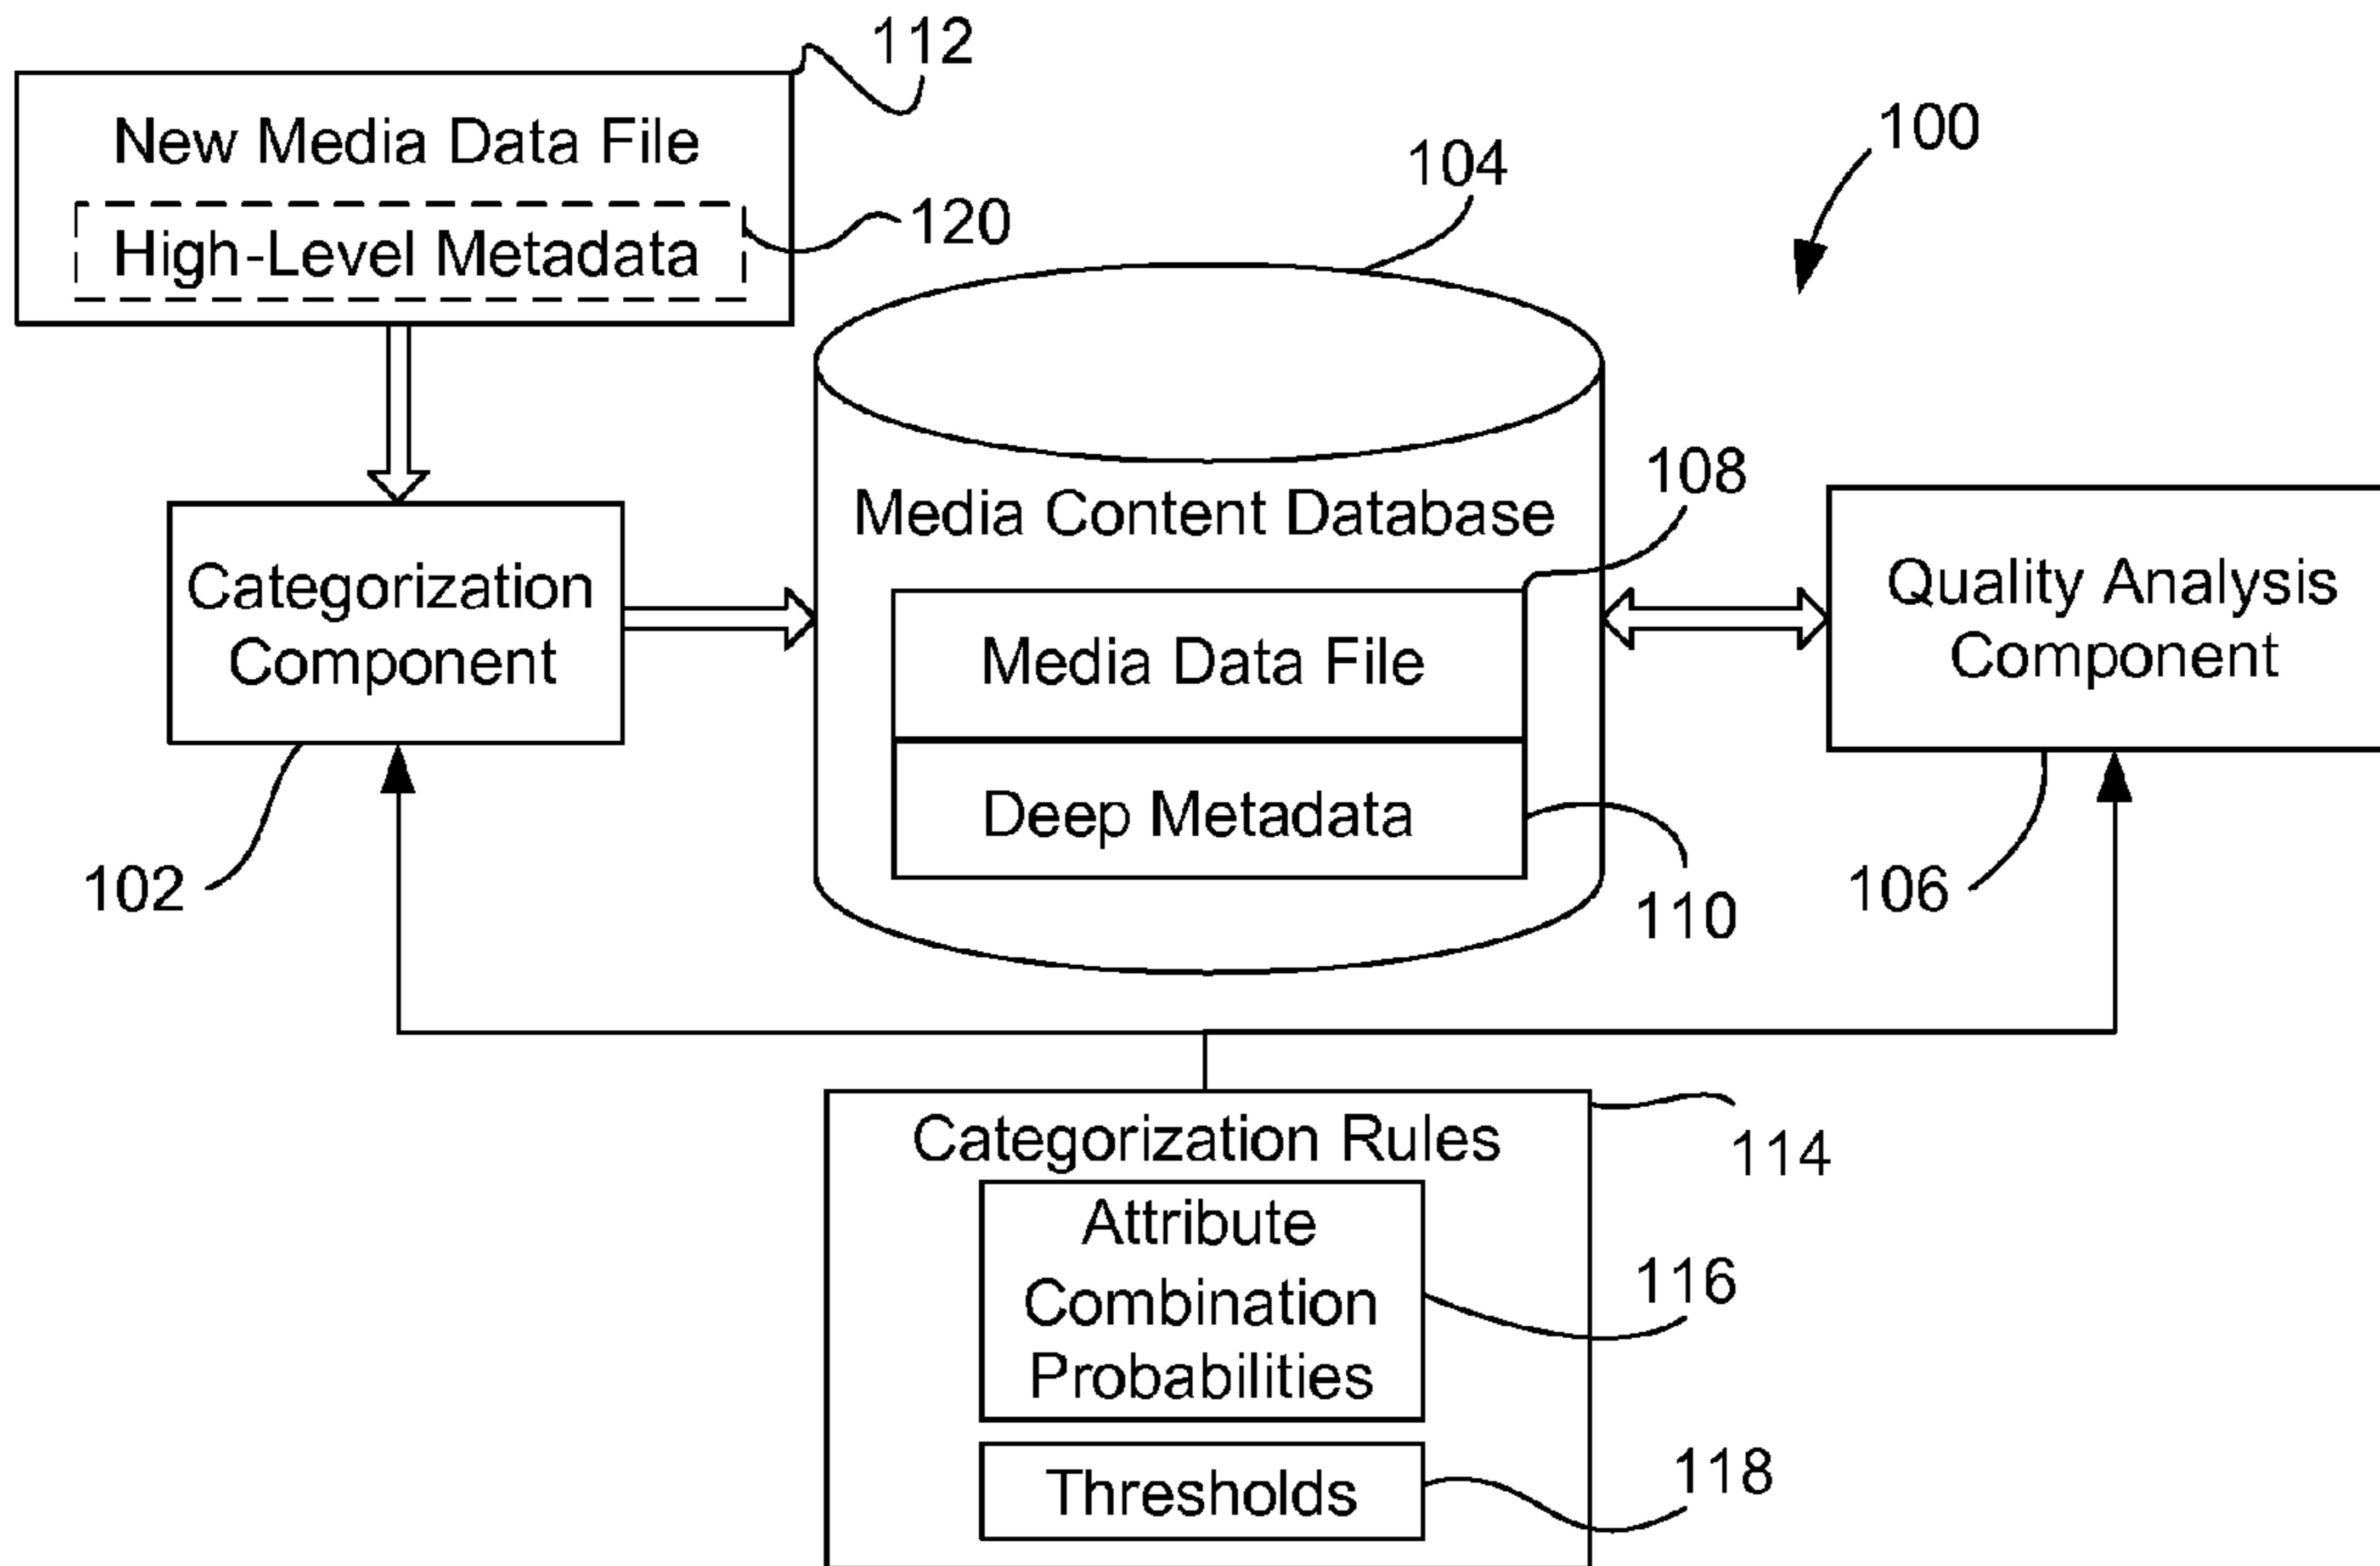 112
New Media Data File
100
104
120
High-Level Metadata
108
Media Content Database
Categorization
Component
Quality Analysis
Component
Media Data File
Deep Metadata
102
106
110
Categorization Rules
114
Attribute
Combination
Probabilities
116
Thresholds
118